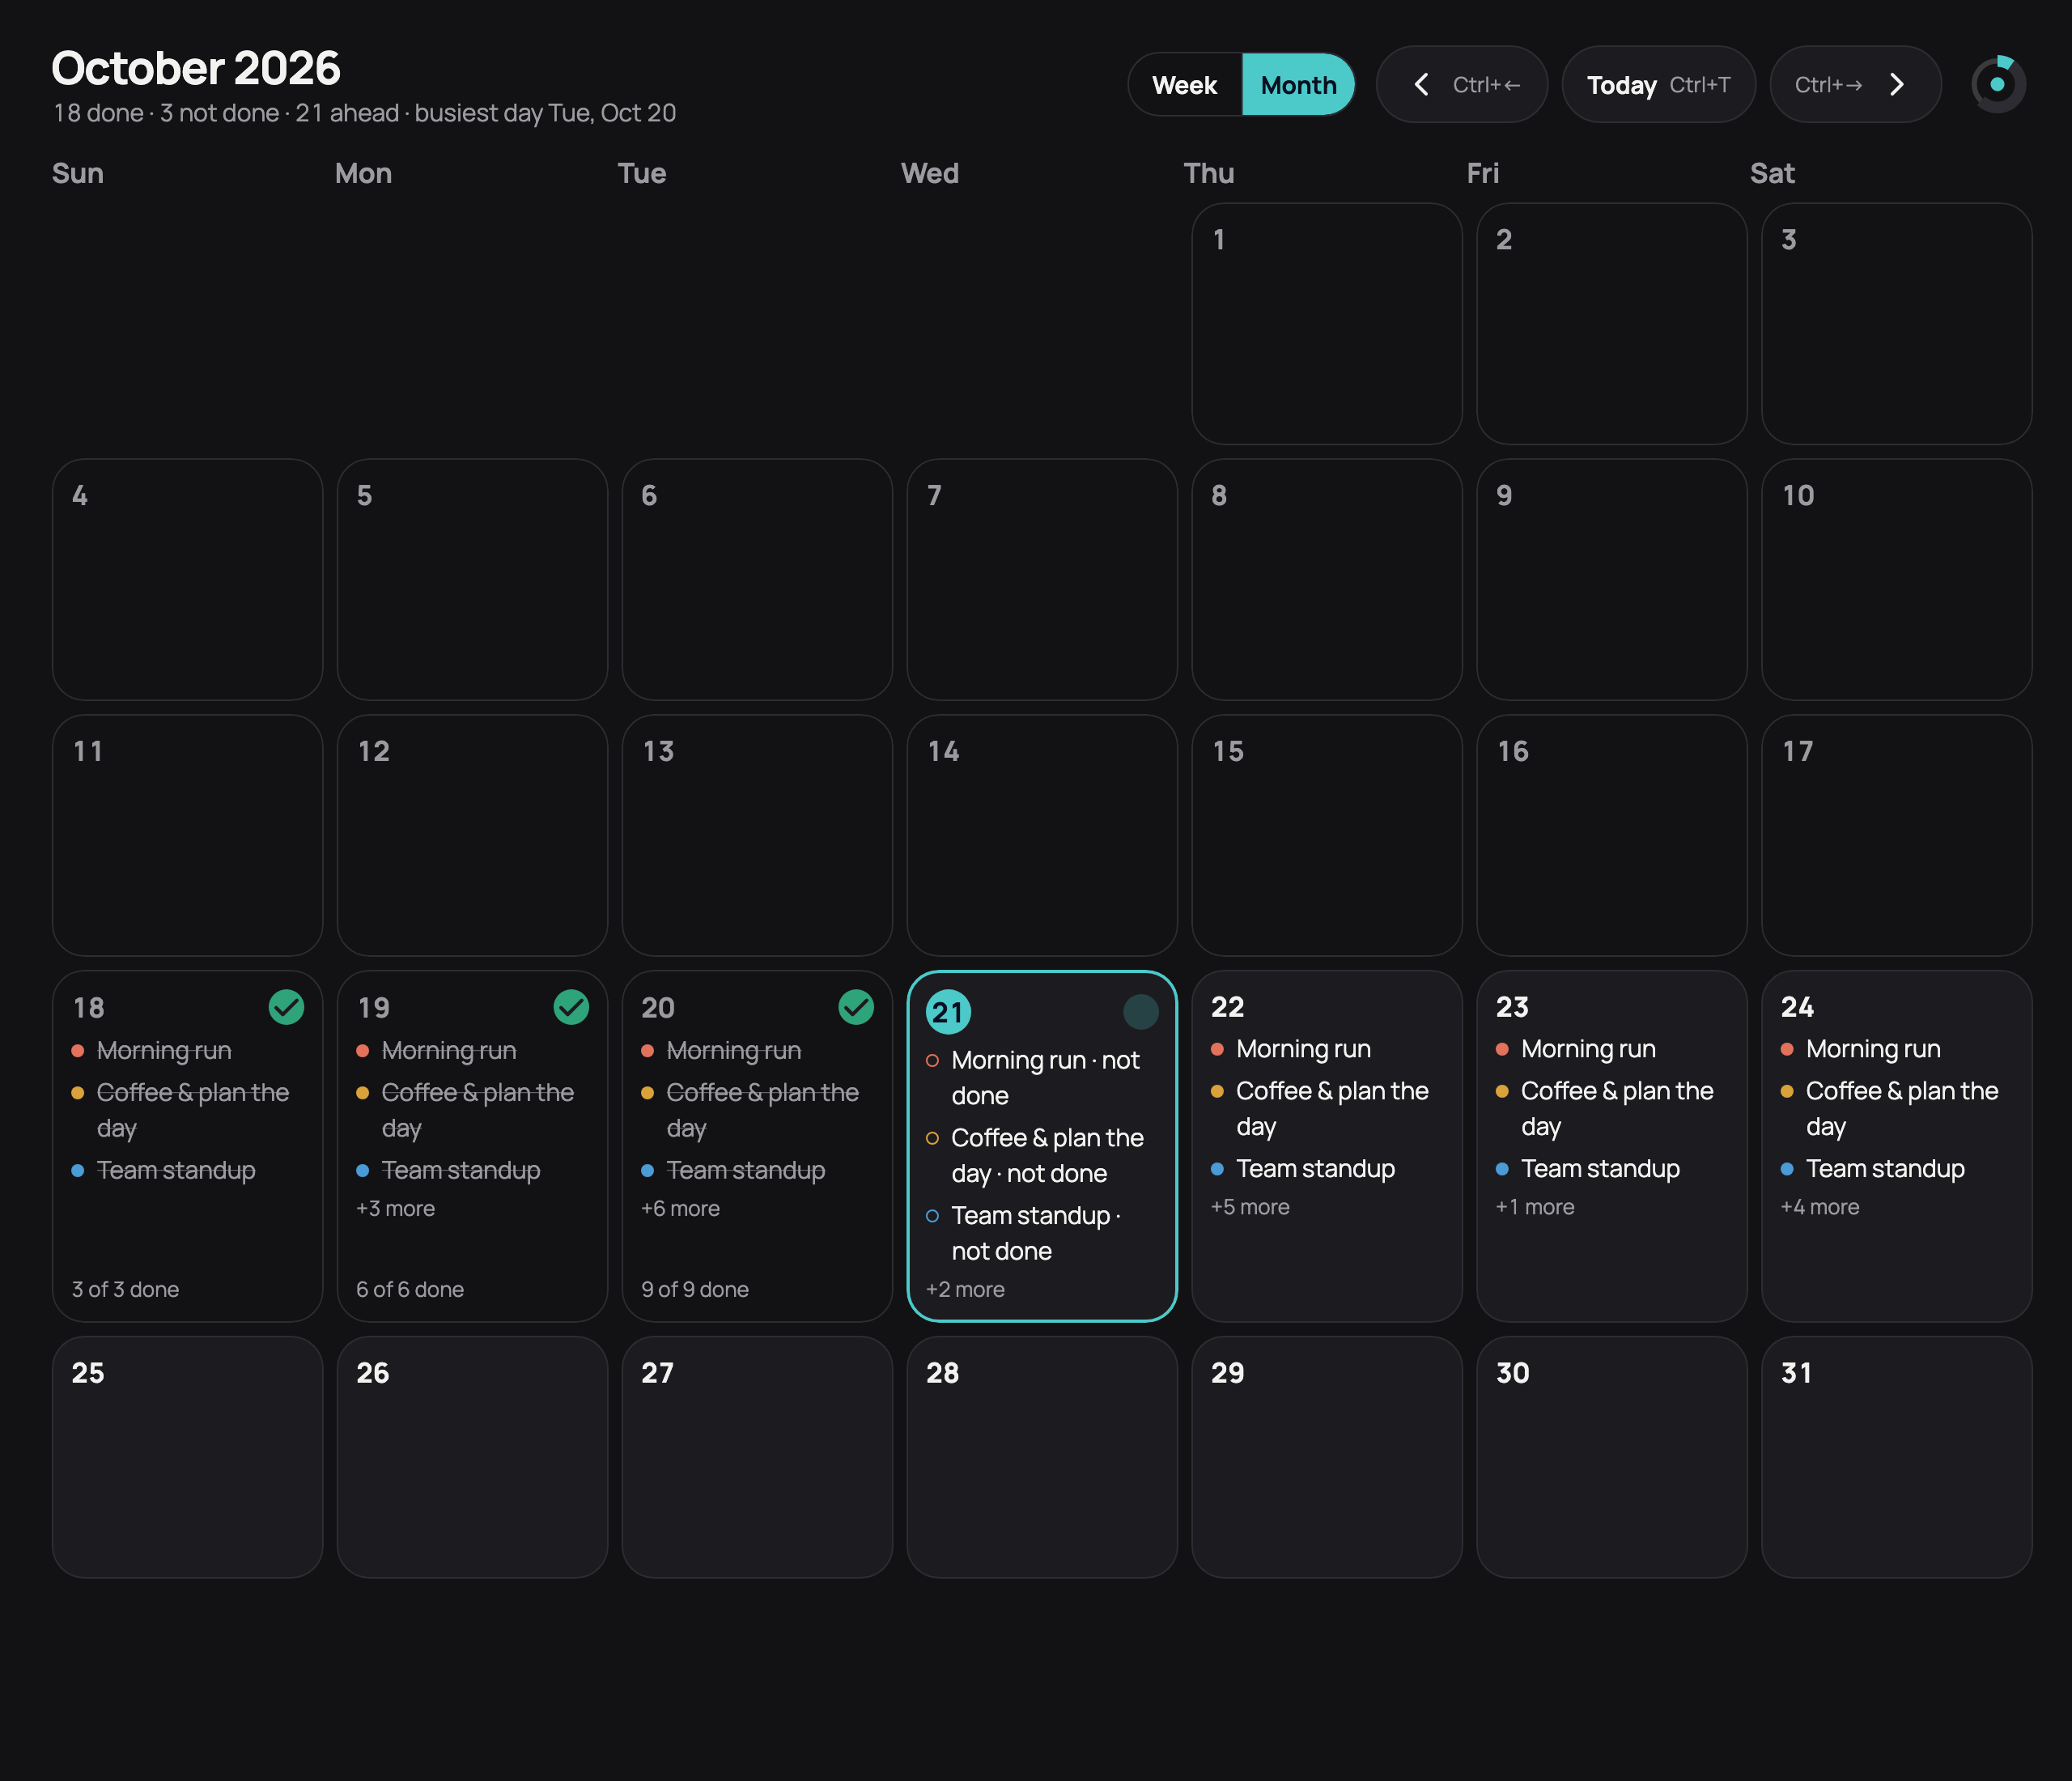 October 2026
18 done · 3 not done · 21 ahead · busiest day Tue, Oct 20
Week
Month
Ctrl+←
Today Ctrl+T
Ctrl+→
Sun Mon Tue Wed Thu Fri Sat
1 2 3
4 5 6 7 8 9 10
11 12 13 14 15 16 17
18
Morning run
Coffee & plan the
day
Team standup
3 of 3 done
19
Morning run
Coffee & plan the
day
Team standup
+3 more
6 of 6 done
20
Morning run
Coffee & plan the
day
Team standup
+6 more
9 of 9 done
21
Morning run · not
done
Coffee & plan the
day · not done
Team standup ·
not done
+2 more
22
Morning run
Coffee & plan the
day
Team standup
+5 more
23
Morning run
Coffee & plan the
day
Team standup
+1 more
24
Morning run
Coffee & plan the
day
Team standup
+4 more
25 26 27 28 29 30 31